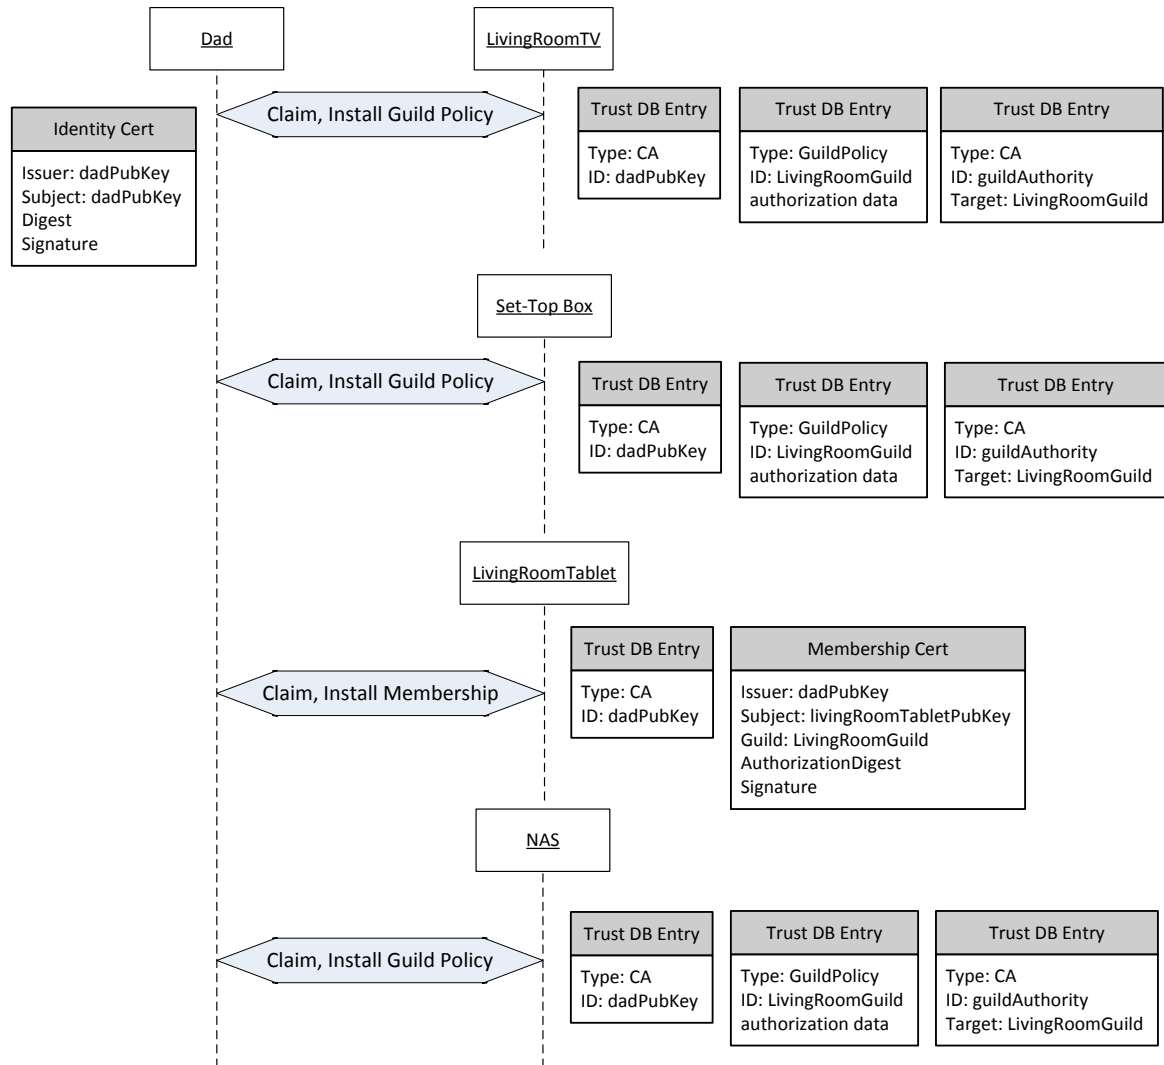 Dad
LivingRoomTV
Claim, Install Guild Policy
Identity Cert
Issuer: dadPubKey
Subject: dadPubKey
Digest
Signature
Trust DB Entry
Type: CA
ID: dadPubKey
Trust DB Entry
Type: GuildPolicy
ID: LivingRoomGuild
authorization data
Trust DB Entry
Type: CA
ID: guildAuthority
Target: LivingRoomGuild
Set-Top Box
Claim, Install Guild Policy
Trust DB Entry
Type: CA
ID: dadPubKey
Trust DB Entry
Type: GuildPolicy
ID: LivingRoomGuild
authorization data
Trust DB Entry
Type: CA
ID: guildAuthority
Target: LivingRoomGuild
LivingRoomTablet
Claim, Install Membership
Trust DB Entry
Type: CA
ID: dadPubKey
Membership Cert
Issuer: dadPubKey
Subject: livingRoomTabletPubKey
Guild: LivingRoomGuild
AuthorizationDigest
Signature
NAS
Claim, Install Guild Policy
Trust DB Entry
Type: CA
ID: dadPubKey
Trust DB Entry
Type: GuildPolicy
ID: LivingRoomGuild
authorization data
Trust DB Entry
Type: CA
ID: guildAuthority
Target: LivingRoomGuild